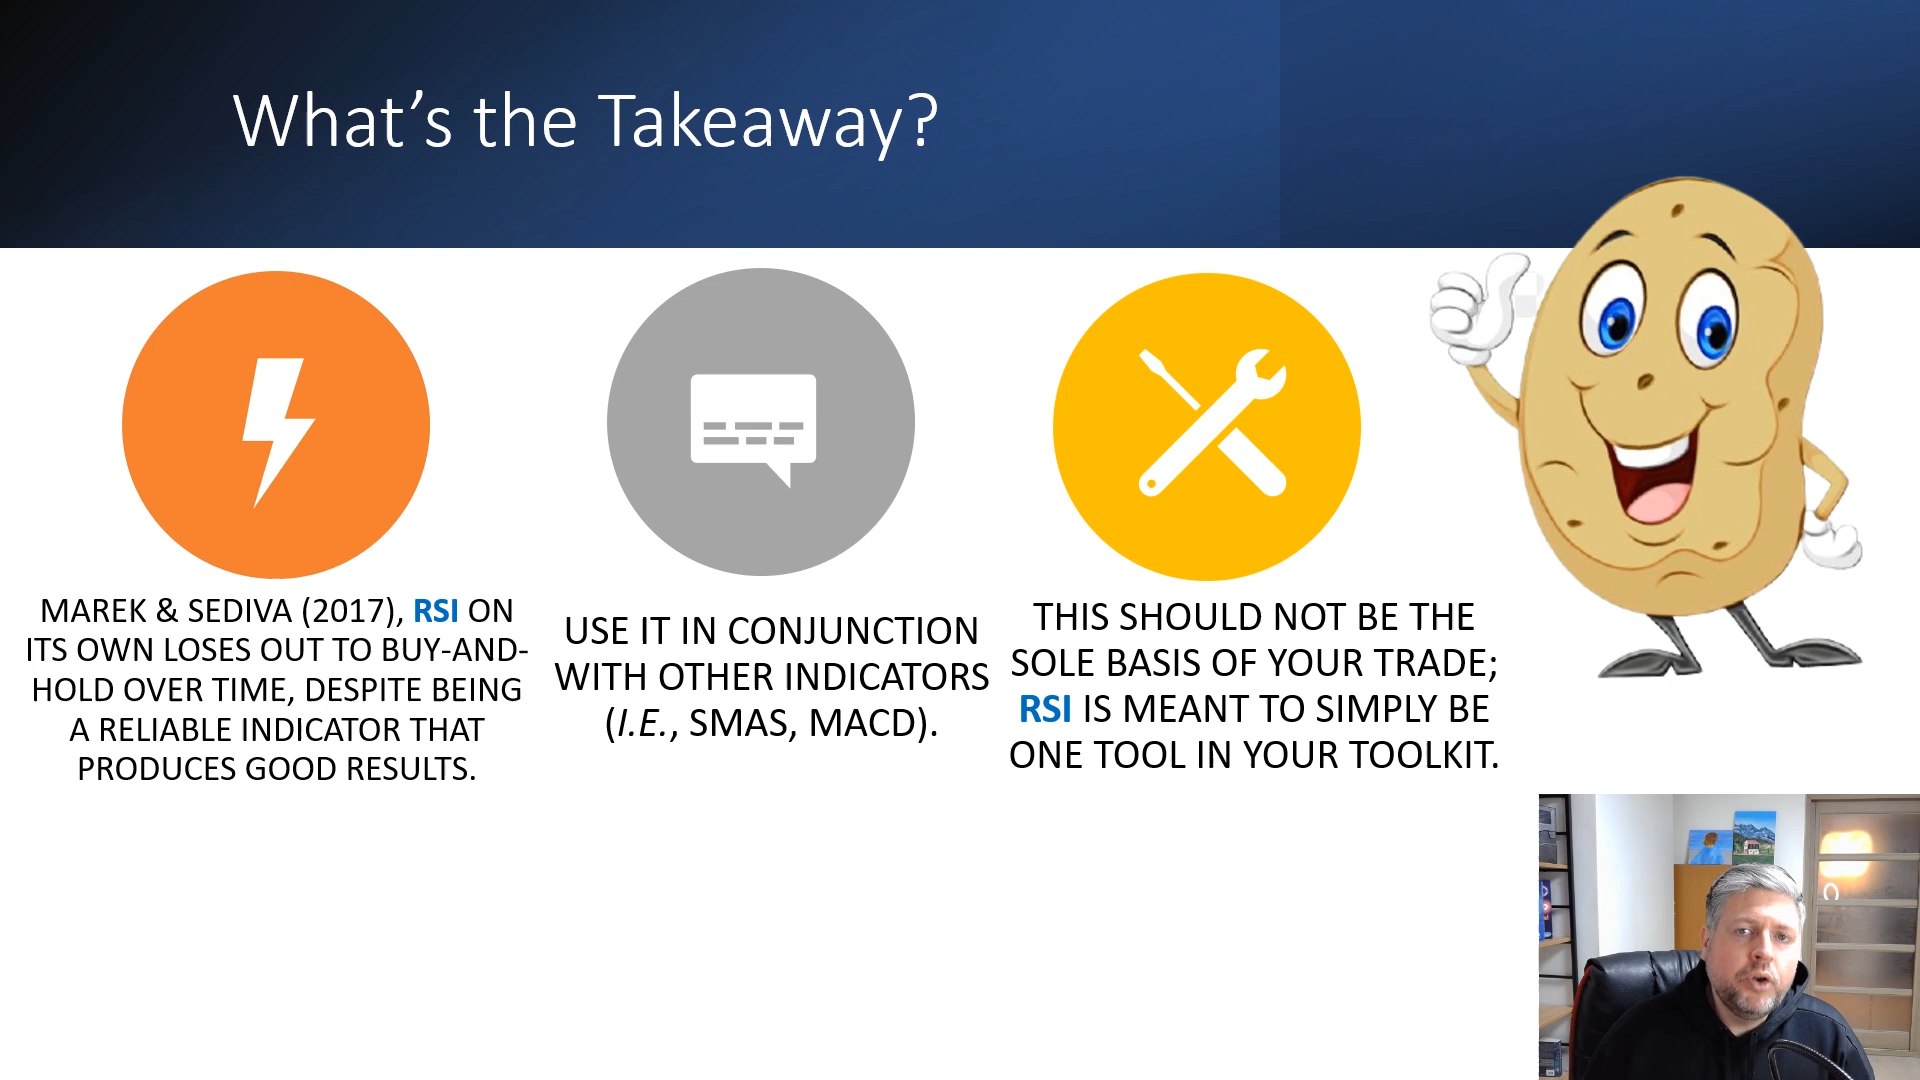 What’s the Takeaway?
MAREK & SEDIVA (2017), RSI ON
ITS OWN LOSES OUT TO BUY-AND-
HOLD OVER TIME, DESPITE BEING
A RELIABLE INDICATOR THAT
PRODUCES GOOD RESULTS.
USE IT IN CONJUNCTION
WITH OTHER INDICATORS
(I.E., SMAS, MACD).
THIS SHOULD NOT BE THE
SOLE BASIS OF YOUR TRADE;
RSI IS MEANT TO SIMPLY BE
ONE TOOL IN YOUR TOOLKIT.